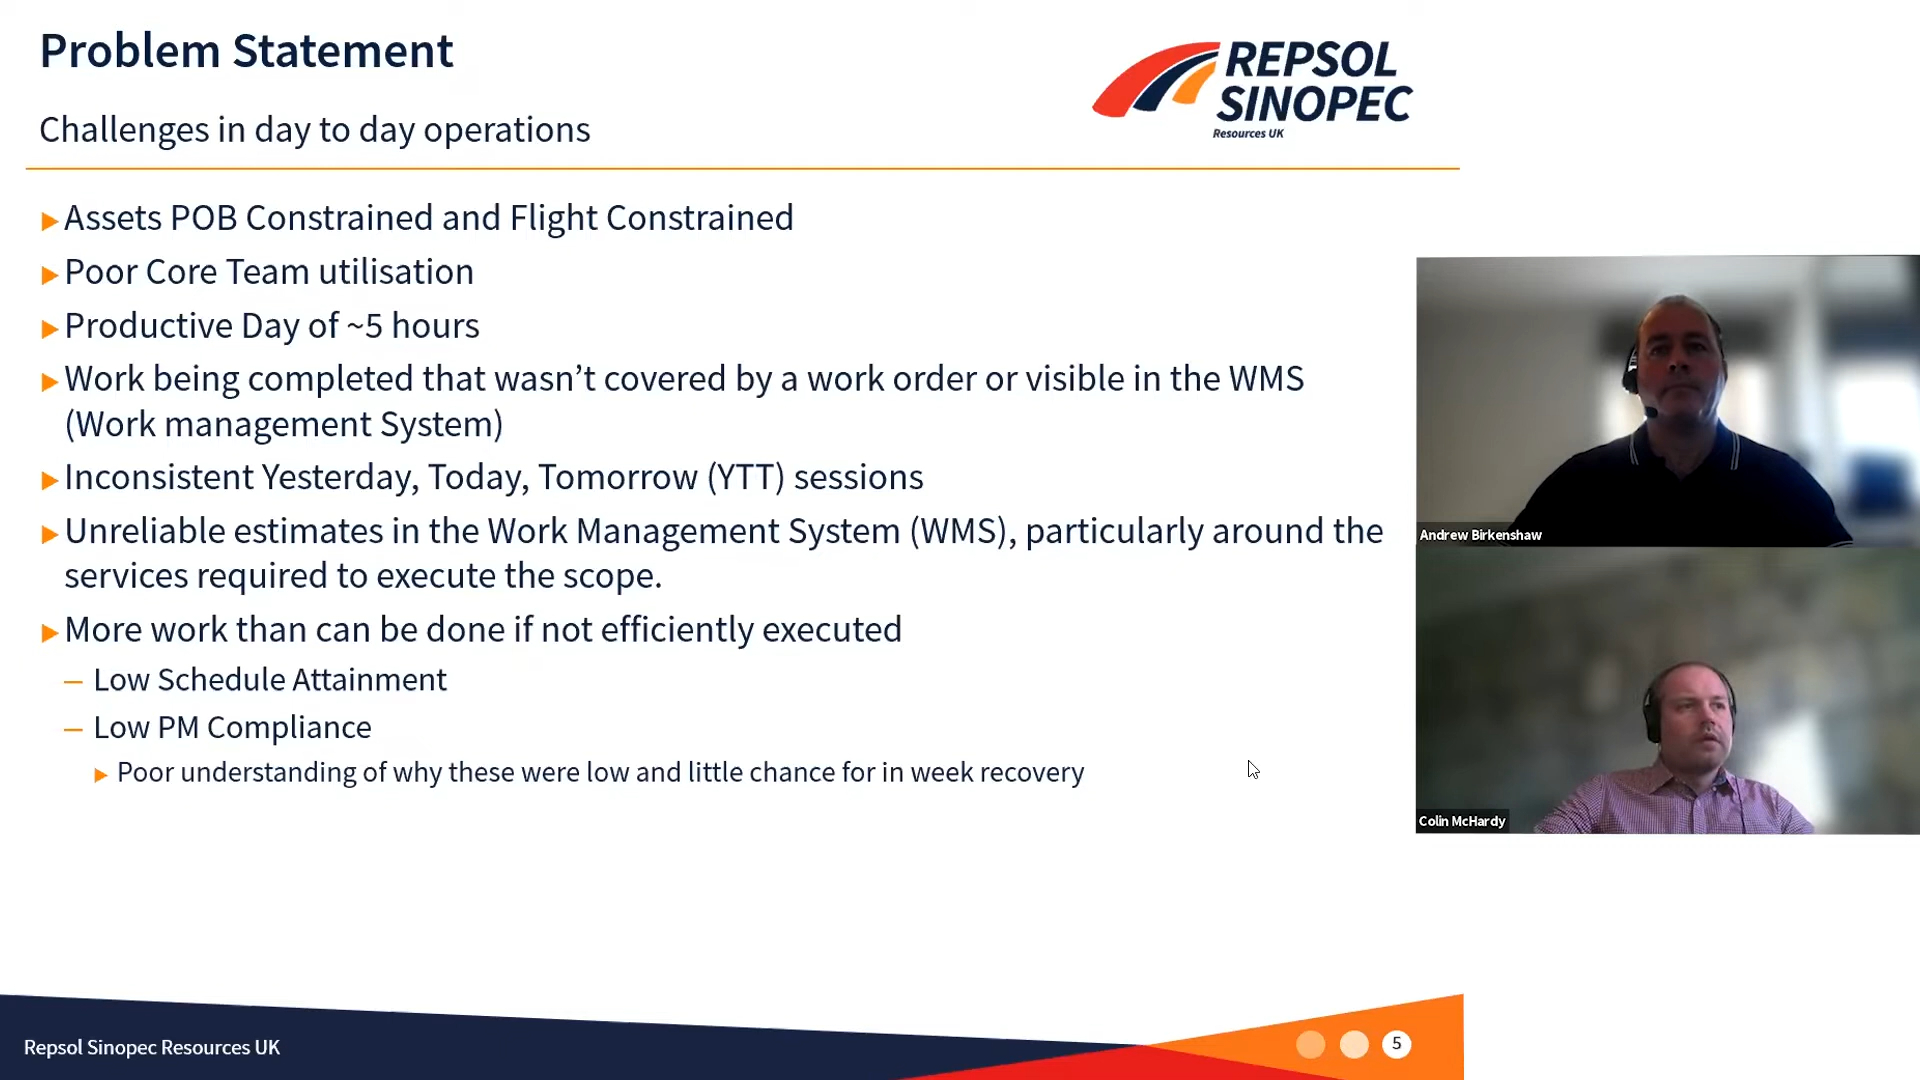 Problem Statement
REPSOL
SINOPEC
Resources UK
Challenges in day to day operations
Assets POB Constrained and Flight Constrained
Poor Core Team utilisation
Productive Day of ~5 hours
Work being completed that wasn't covered by a work order or visible in the WMS
(Work management System)
Inconsistent Yesterday, Today, Tomorrow (YTT) sessions
Unreliable estimates in the Work Management System (WMS), particularly around the
services required to execute the scope.
More work than can be done if not efficiently executed
– Low Schedule Attainment
– Low PM Compliance
Poor understanding of why these were low and little chance for in week recovery
Andrew Birkenshaw
Colin McHardy
Repsol Sinopec Resources UK
5